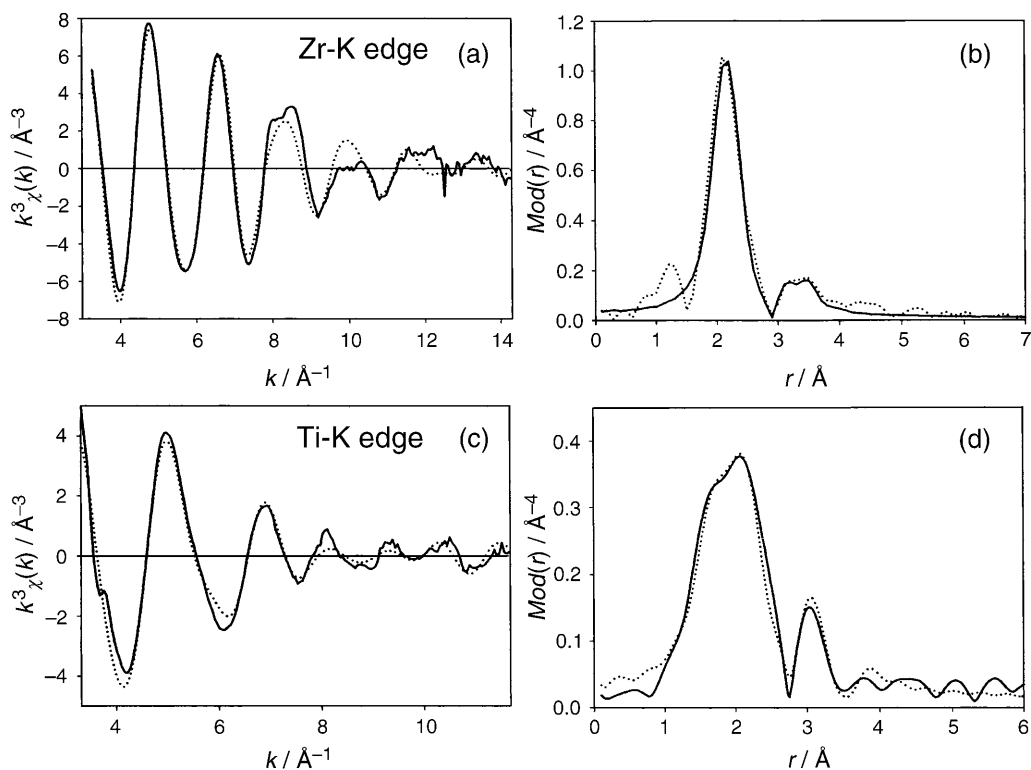 Zr-K edge (a)
k³χ(k) / Å⁻³
8
6
4
2
0
−2
−4
−6
−8
4 6 8 10 12 14
k / Å⁻¹
(b)
Mod(r) / Å⁻⁴
1.2
1.0
0.8
0.6
0.4
0.2
0.0
0 1 2 3 4 5 6 7
r / Å
Ti-K edge (c)
k³χ(k) / Å⁻³
4
2
0
−2
−4
4 6 8 10
k / Å⁻¹
(d)
Mod(r) / Å⁻⁴
0.4
0.3
0.2
0.1
0.0
0 1 2 3 4 5 6
r / Å